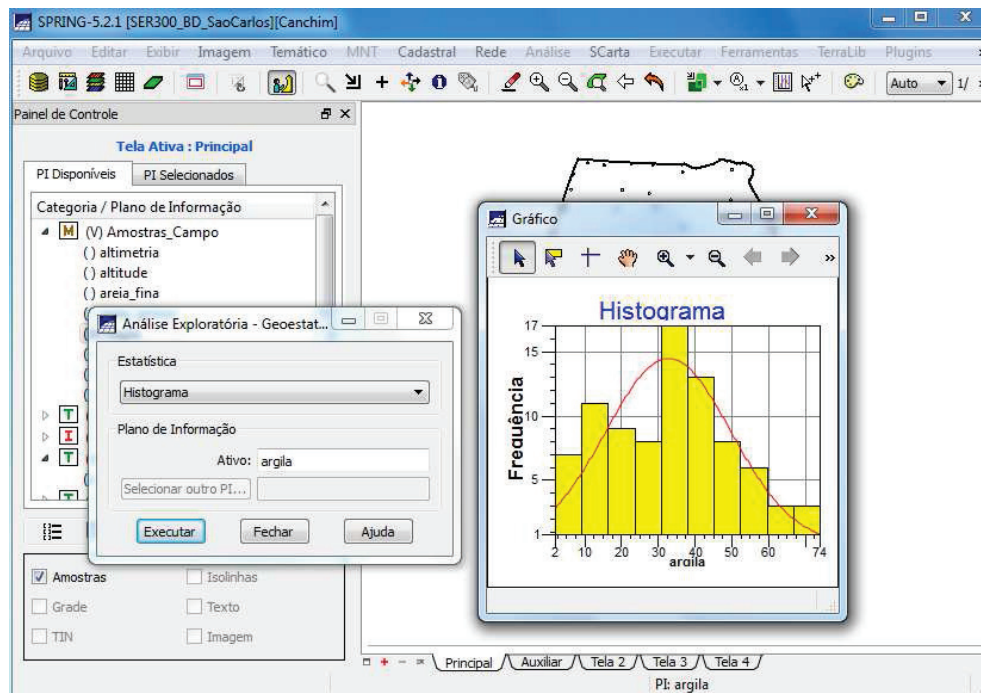 SPRING-5.2.1 [SER300_BD_SaoCarlos][Canchim]
Arquivo Editar Exibir Imagem Temático MNT Cadastral Rede Análise SCarta Executar Ferramentas TerraLib Plugins
Auto 1/
Painel de Controle
Tela Ativa : Principal
PI Disponíveis PI Selecionados
Categoria / Plano de Informação
M (V) Amostras_Campo
( ) altimetria
( ) altitude
( ) areia_fina
T
I
T
T
Amostras Isolinhas
Grade Texto
TIN Imagem
Análise Exploratória - Geoestat...
Estatística
Histograma
Plano de Informação
Ativo: argila
Selecionar outro PI...
Executar Fechar Ajuda
Gráfico
Histograma
Frequência
17
15
10
5
1
2 10 20 30 40 50 60 74
argila
Principal Auxiliar Tela 2 Tela 3 Tela 4
PI: argila